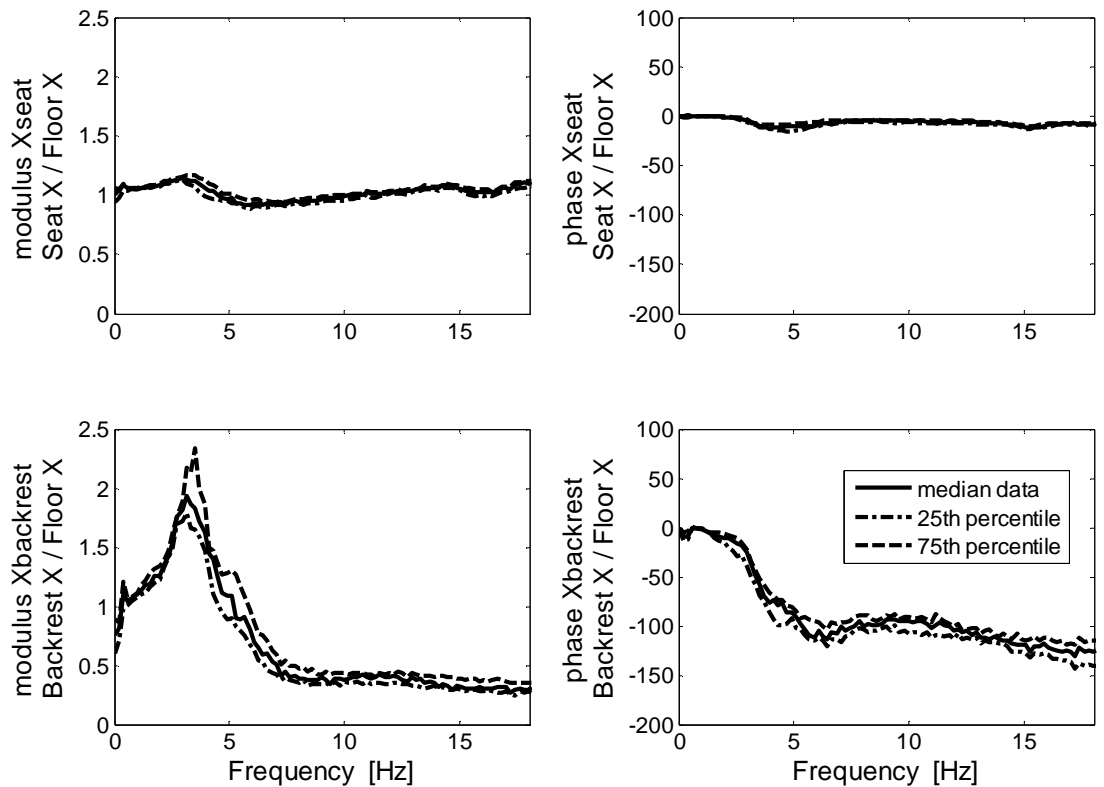 modulus Xseat
Seat X / Floor X
2.5
2
1.5
1
0.5
0
0 5 10 15
phase Xseat
Seat X / Floor X
100
50
0
-50
-100
-150
-200
0 5 10 15
modulus Xbackrest
Backrest X / Floor X
2.5
2
1.5
1
0.5
0
0 5 10 15
Frequency [Hz]
phase Xbackrest
Backrest X / Floor X
100
50
0
-50
-100
-150
-200
0 5 10 15
Frequency [Hz]
median data
25th percentile
75th percentile